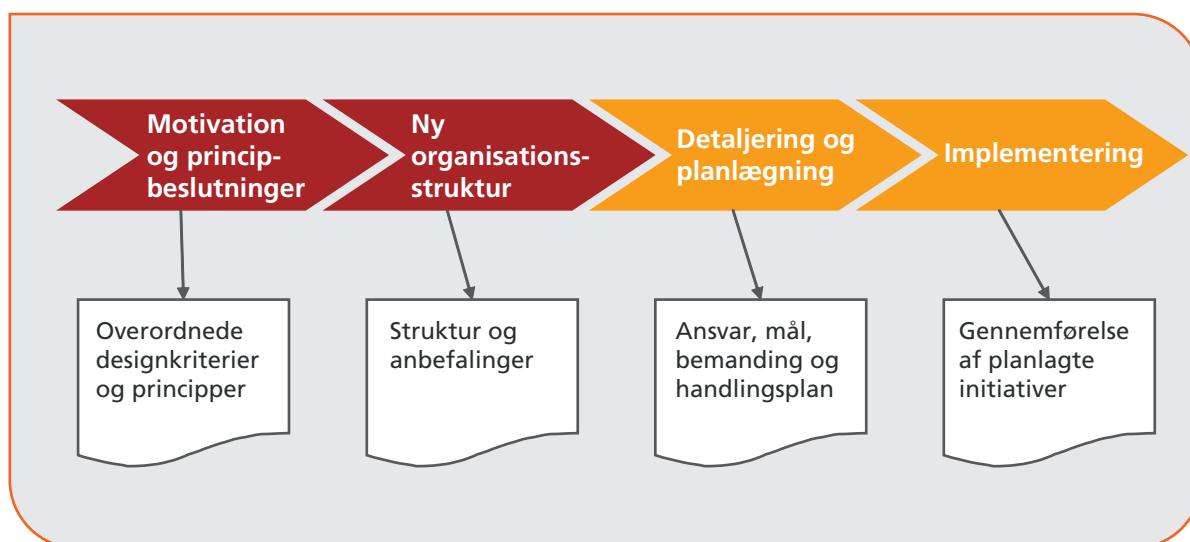 Motivation
og princip-
beslutninger
Ny
organisations-
struktur
Detaljering og
planlægning
Implementering
Overordnede
designkriterier
og principper
Struktur og
anbefalinger
Ansvar, mål,
bemanding og
handlingsplan
Gennemførelse
af planlagte
initiativer